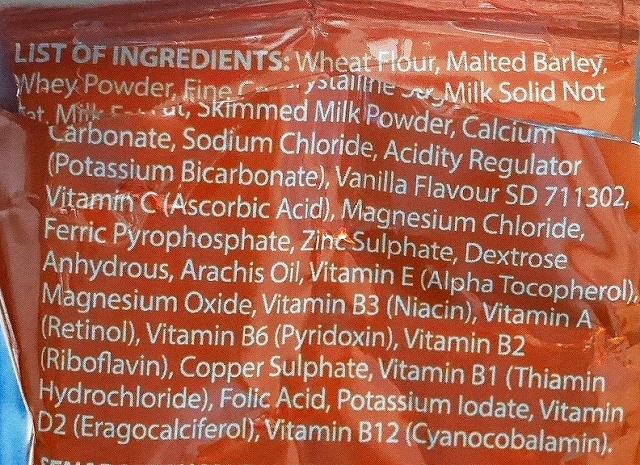 LIST OF INGREDIENTS: Wheat Flour, Malted Barley,
Whey Powder, Fine Milk Solid Not
Fat, Milk Skimmed Milk Powder, Calcium
Carbonate, Sodium Chloride, Acidity Regulator
(Potassium Bicarbonate), Vanilla Flavour SD 711302,
Vitamin C (Ascorbic Acid), Magnesium Chloride,
Ferric Pyrophosphate, Zinc Sulphate, Dextrose
Anhydrous, Arachis Oil, Vitamin E (Alpha Tocopherol),
Magnesium Oxide, Vitamin B3 (Niacin), Vitamin A
(Retinol), Vitamin B6 (Pyridoxin), Vitamin B2
(Riboflavin), Copper Sulphate, Vitamin B1 (Thiamin
Hydrochloride), Folic Acid, Potassium Iodate, Vitamin
D2 (Eragocalciferol), Vitamin B12 (Cyanocobalamin).